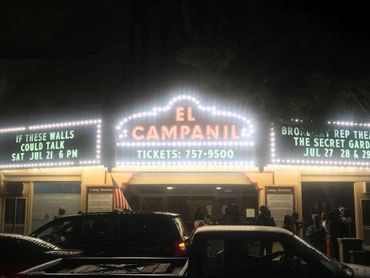 IF THESE WALLS
COULD TALK
SAT JUL 21 6 PM
EL
CAMPANIL
TICKETS: 757-9500
BROADWAY REP THEA
THE SECRET GARD
JUL 27 28 & 29